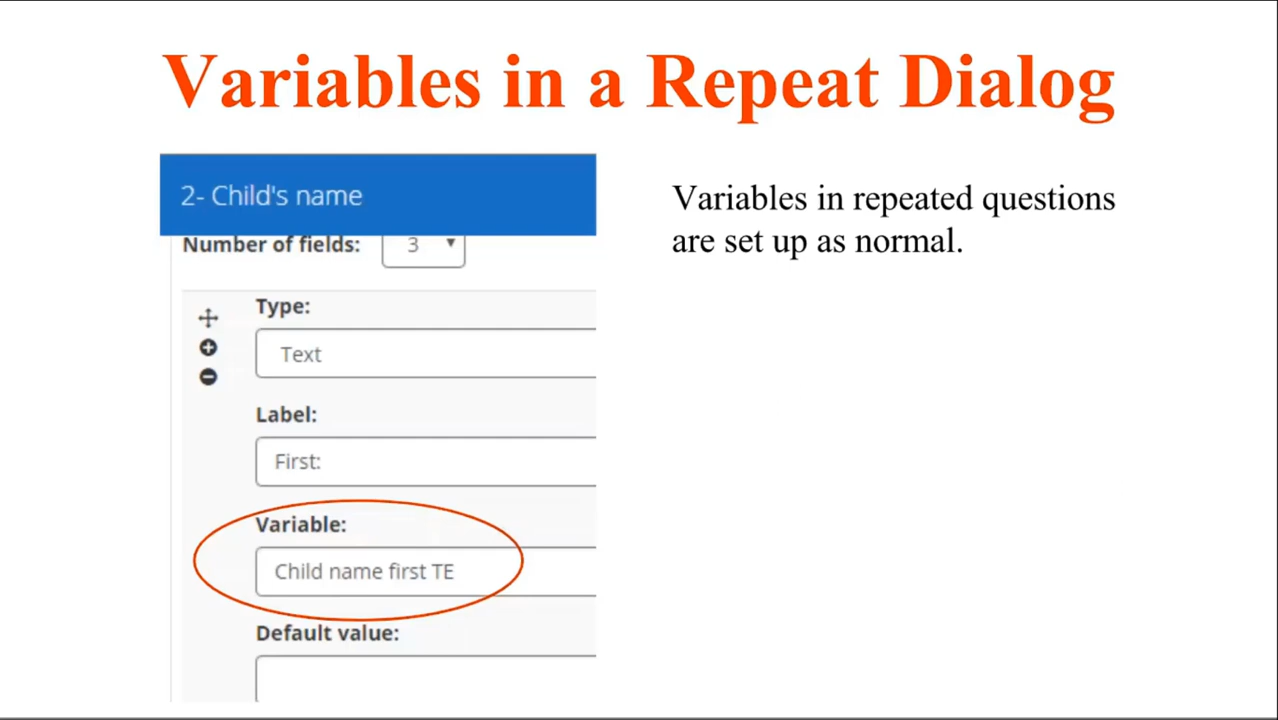 Variables in a Repeat Dialog
2- Child's name
Number of fields: 3
Type:
Text
Label:
First:
Variable:
Child name first TE
Default value:
Variables in repeated questions
are set up as normal.